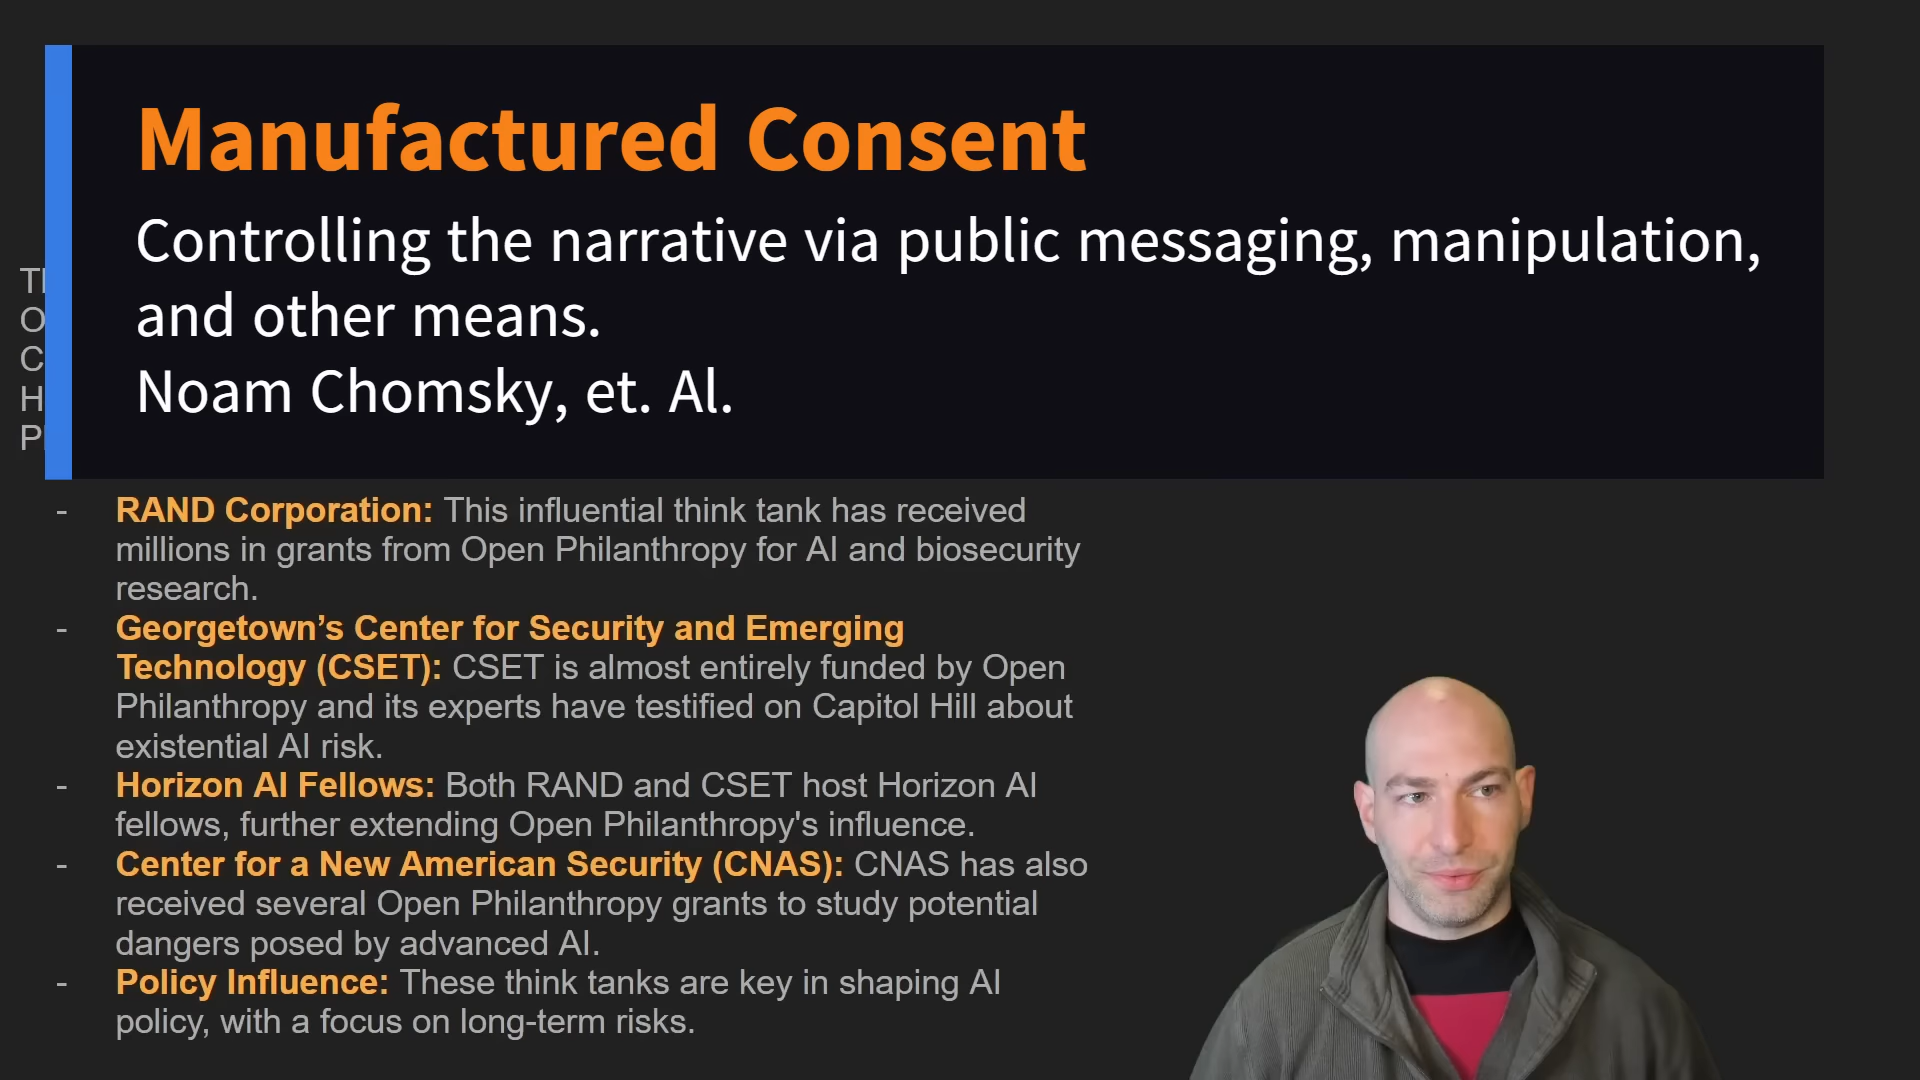 Manufactured Consent
Controlling the narrative via public messaging, manipulation,
and other means.
Noam Chomsky, et. Al.
- RAND Corporation: This influential think tank has received
millions in grants from Open Philanthropy for AI and biosecurity
research.
- Georgetown’s Center for Security and Emerging
Technology (CSET): CSET is almost entirely funded by Open
Philanthropy and its experts have testified on Capitol Hill about
existential AI risk.
- Horizon AI Fellows: Both RAND and CSET host Horizon AI
fellows, further extending Open Philanthropy's influence.
- Center for a New American Security (CNAS): CNAS has also
received several Open Philanthropy grants to study potential
dangers posed by advanced AI.
- Policy Influence: These think tanks are key in shaping AI
policy, with a focus on long-term risks.